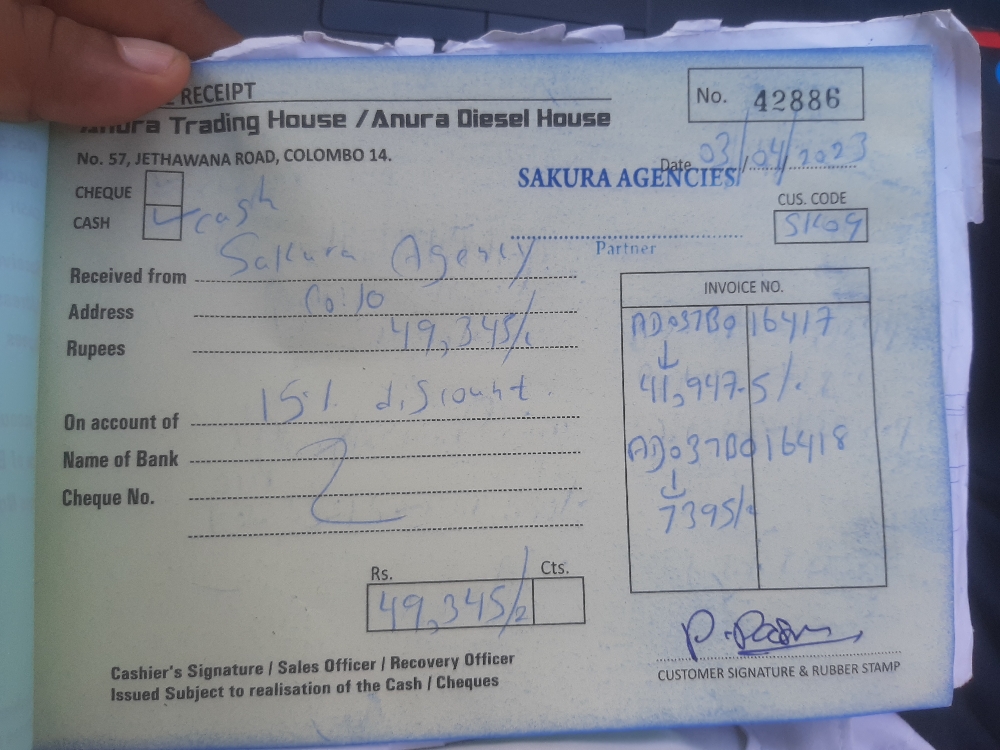 RECEIPT
No. 42886
Anura Trading House / Anura Diesel House
No. 57, JETHAWANA ROAD, COLOMBO 14.
Date 03/04/2023
SAKURA AGENCIES
CHEQUE
CASH cash
CUS. CODE
SK09
Partner
Received from Sakura Agency
Address Co 10
Rupees 49,345/-
On account of 15% discount
Name of Bank
Cheque No.
INVOICE NO.
AD037B016417
41,947.5/-
AD037B016418
7395/-
Rs. Cts.
49,345/-
Cashier's Signature / Sales Officer / Recovery Officer
Issued Subject to realisation of the Cash / Cheques
CUSTOMER SIGNATURE & RUBBER STAMP